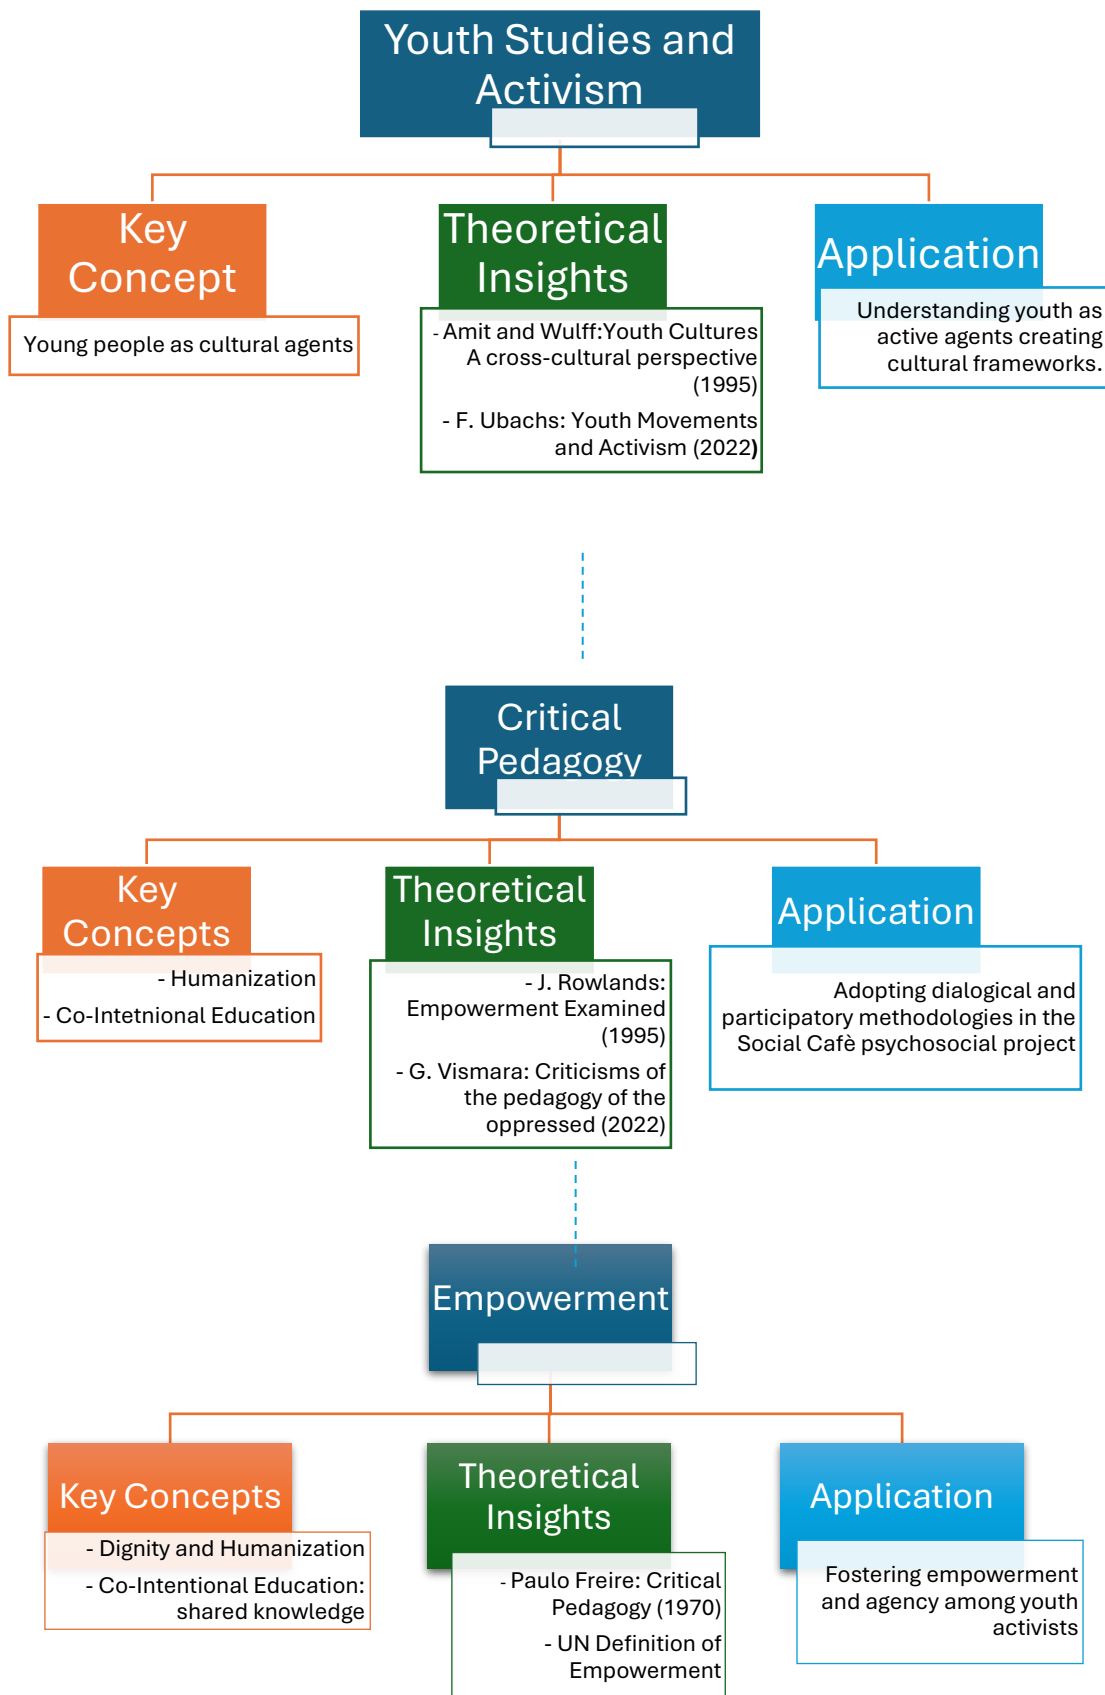 Youth Studies and
Activism
Key
Concept
Young people as cultural agents
Theoretical
Insights
- Amit and Wulff:Youth Cultures
A cross-cultural perspective
(1995)
- F. Ubachs: Youth Movements
and Activism (2022)
Application
Understanding youth as
active agents creating
cultural frameworks.
Critical
Pedagogy
Key
Concepts
- Humanization
- Co-Intetnional Education
Theoretical
Insights
- J. Rowlands:
Empowerment Examined
(1995)
- G. Vismara: Criticisms of
the pedagogy of the
oppressed (2022)
Application
Adopting dialogical and
participatory methodologies in the
Social Cafè psychosocial project
Empowerment
Key Concepts
- Dignity and Humanization
- Co-Intentional Education:
shared knowledge
Theoretical
Insights
- Paulo Freire: Critical
Pedagogy (1970)
- UN Definition of
Empowerment
Application
Fostering empowerment
and agency among youth
activists